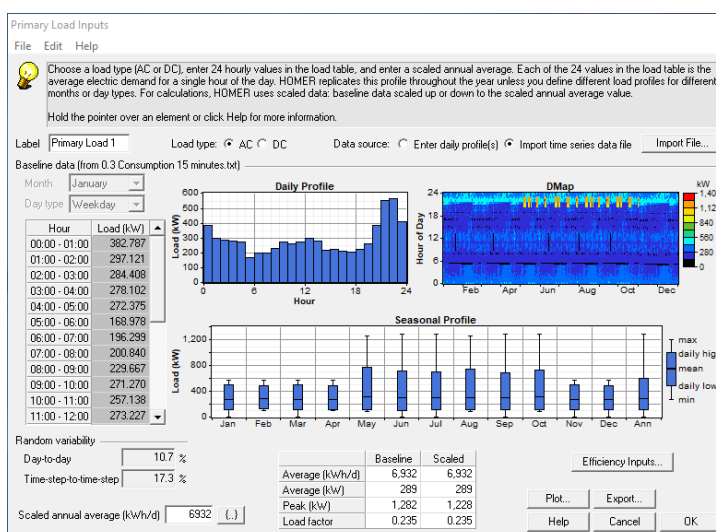 Primary Load Inputs
File Edit Help
Choose a load type (AC or DC), enter 24 hourly values in the load table, and enter a scaled annual average. Each of the 24 values in the load table is the
average electric demand for a single hour of the day. HOMER replicates this profile throughout the year unless you define different load profiles for different
months or day types. For calculations, HOMER uses scaled data: baseline data scaled up or down to the scaled annual average value.
Hold the pointer over an element or click Help for more information.
Label Primary Load 1 Load type: AC DC Data source: Enter daily profile(s) Import time series data file Import File...
Baseline data (from 0.3 Consumption 15 minutes.txt)
Month January
Day type Weekday
Hour Load (kW)
00:00 - 01:00 382.787
01:00 - 02:00 297.121
02:00 - 03:00 284.408
03:00 - 04:00 278.102
04:00 - 05:00 272.375
05:00 - 06:00 168.978
06:00 - 07:00 196.299
07:00 - 08:00 200.840
08:00 - 09:00 229.667
09:00 - 10:00 271.270
10:00 - 11:00 257.138
11:00 - 12:00 273.227
Daily Profile
Load (kW)
600
500
400
300
200
100
0
0 6 12 18 24
Hour
DMap
Hour of Day
24
18
12
6
0
Feb Apr Jun Aug Oct Dec
kW
1,40
1,12
840
560
280
0
Seasonal Profile
Load (kW)
1,200
800
400
0
Jan Feb Mar Apr May Jun Jul Aug Sep Oct Nov Dec Ann
max
daily hig
mean
daily low
min
Random variability
Day-to-day 10.7 %
Time-step-to-time-step 17.3 %
Scaled annual average (kWh/d) 6932 {..}
Baseline Scaled
Average (kWh/d) 6,932 6,932
Average (kW) 289 289
Peak (kW) 1,282 1,228
Load factor 0.235 0.235
Efficiency Inputs...
Plot... Export...
Help Cancel OK